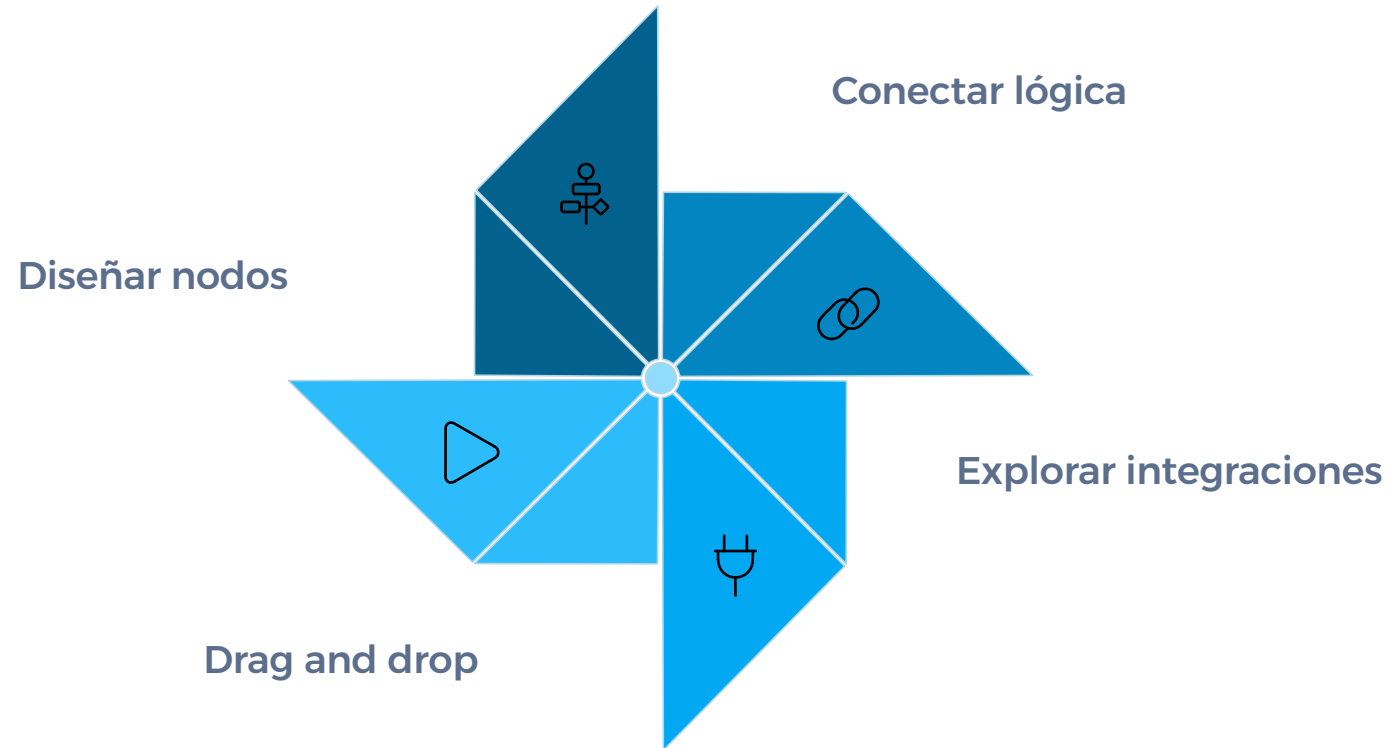 Conectar lógica
Diseñar nodos
Explorar integraciones
Drag and drop